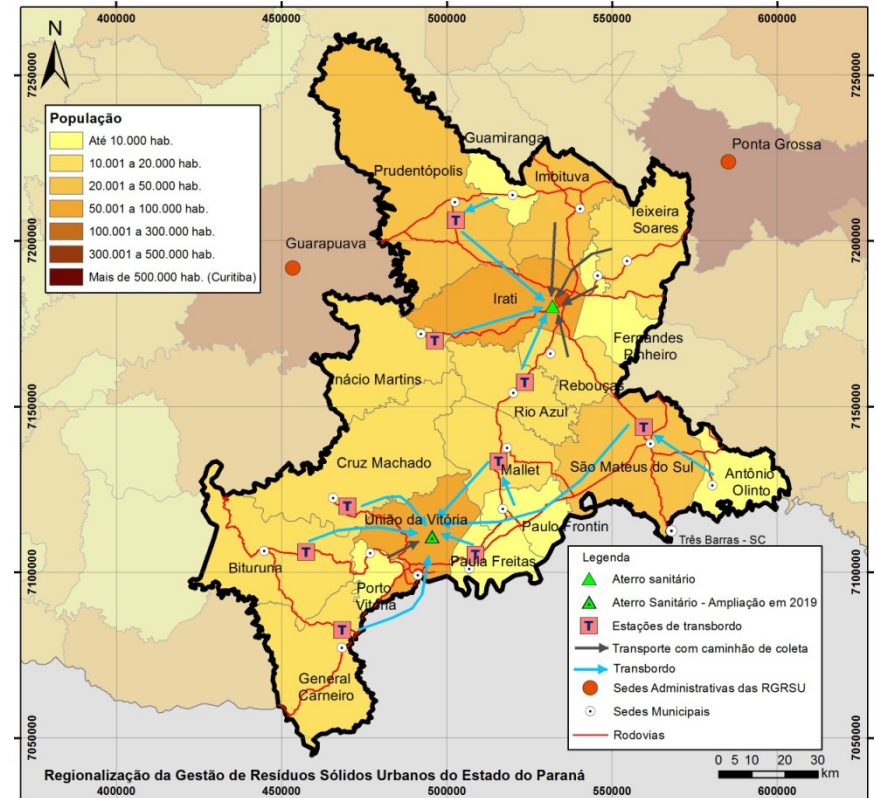 400000
450000
500000
550000
600000
N
7250000
7250000
População
Até 10.000 hab.
10.001 a 20.000 hab.
20.001 a 50.000 hab.
50.001 a 100.000 hab.
100.001 a 300.000 hab.
300.001 a 500.000 hab.
Mais de 500.000 hab. (Curitiba)
Guamiranga
Ponta Grossa
Prudentópolis
Imbituva
T
Teixeira
Soares
7200000
7200000
Guarapuava
Irati
T
Fernandes
Pinheiro
Inácio Martins
T
Rebouças
Rio Azul
7150000
7150000
T
Cruz Machado
T
Mallet
São Mateus do Sul
Antônio
Olinto
T
União da Vitória
Paulo Frontin
Três Barras - SC
T
T
Paula Freitas
Bituruna
Porto
Vitória
7100000
7100000
T
General
Carneiro
Legenda
Aterro sanitário
Aterro Sanitário - Ampliação em 2019
T Estações de transbordo
Transporte com caminhão de coleta
Transbordo
Sedes Administrativas das RGRSU
Sedes Municipais
Rodovias
7050000
7050000
0 5 10 20 30
km
Regionalização da Gestão de Resíduos Sólidos Urbanos do Estado do Paraná
400000
450000
500000
550000
600000